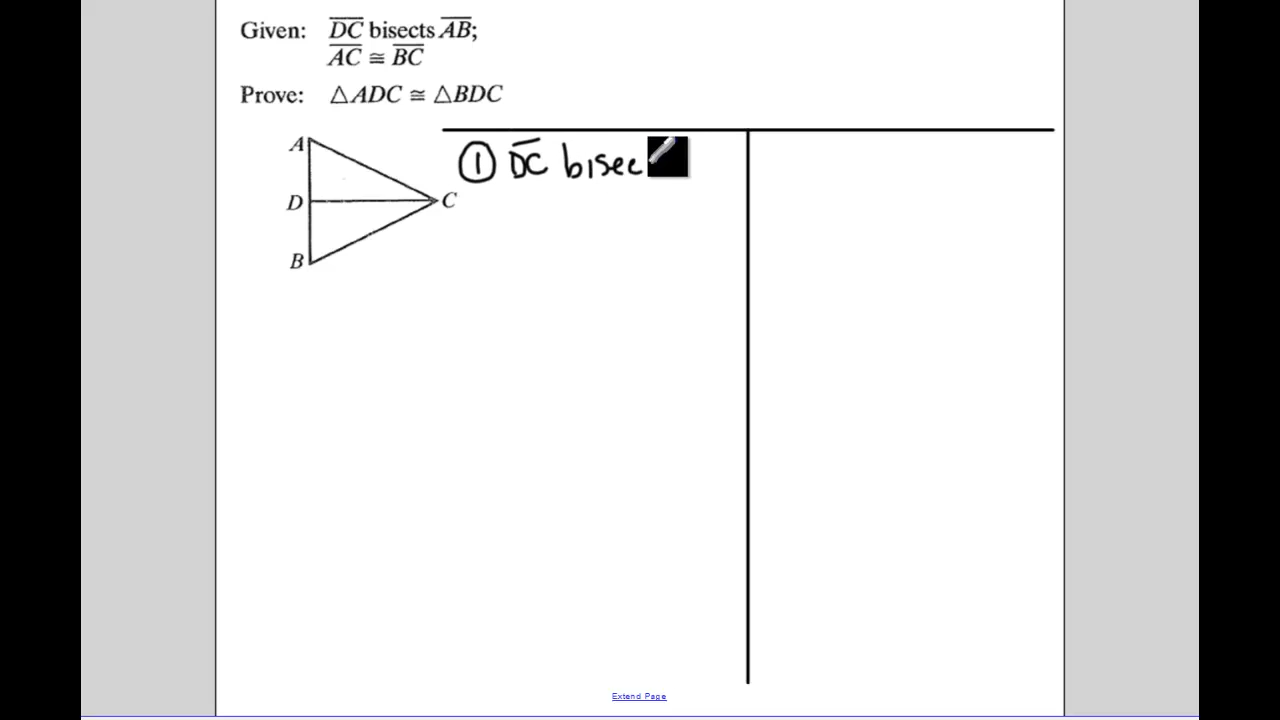 Given: DC bisects AB;
AC ≅ BC
Prove: △ADC ≅ △BDC
A
① DC bisec
D
C
B
Extend Page